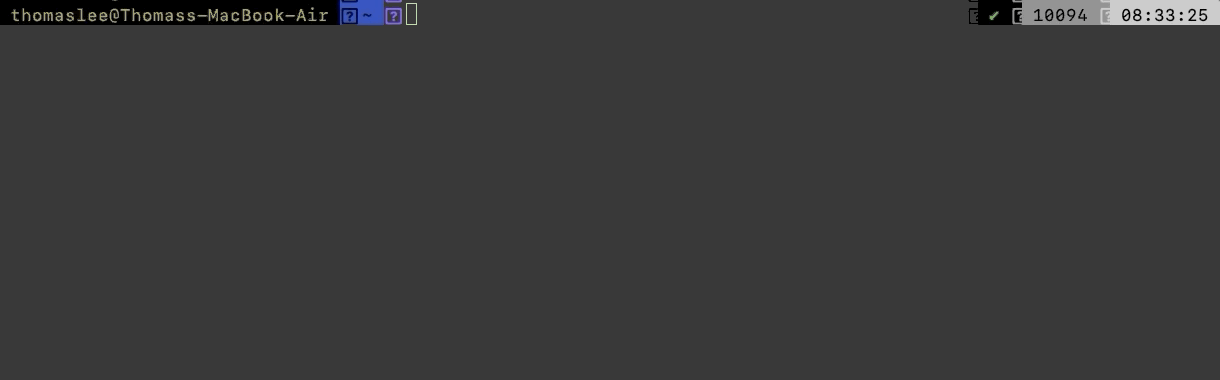 thomaslee@Thomass-MacBook-Air ? ~ ? ? ✔ ? 10094 ? 08:33:25